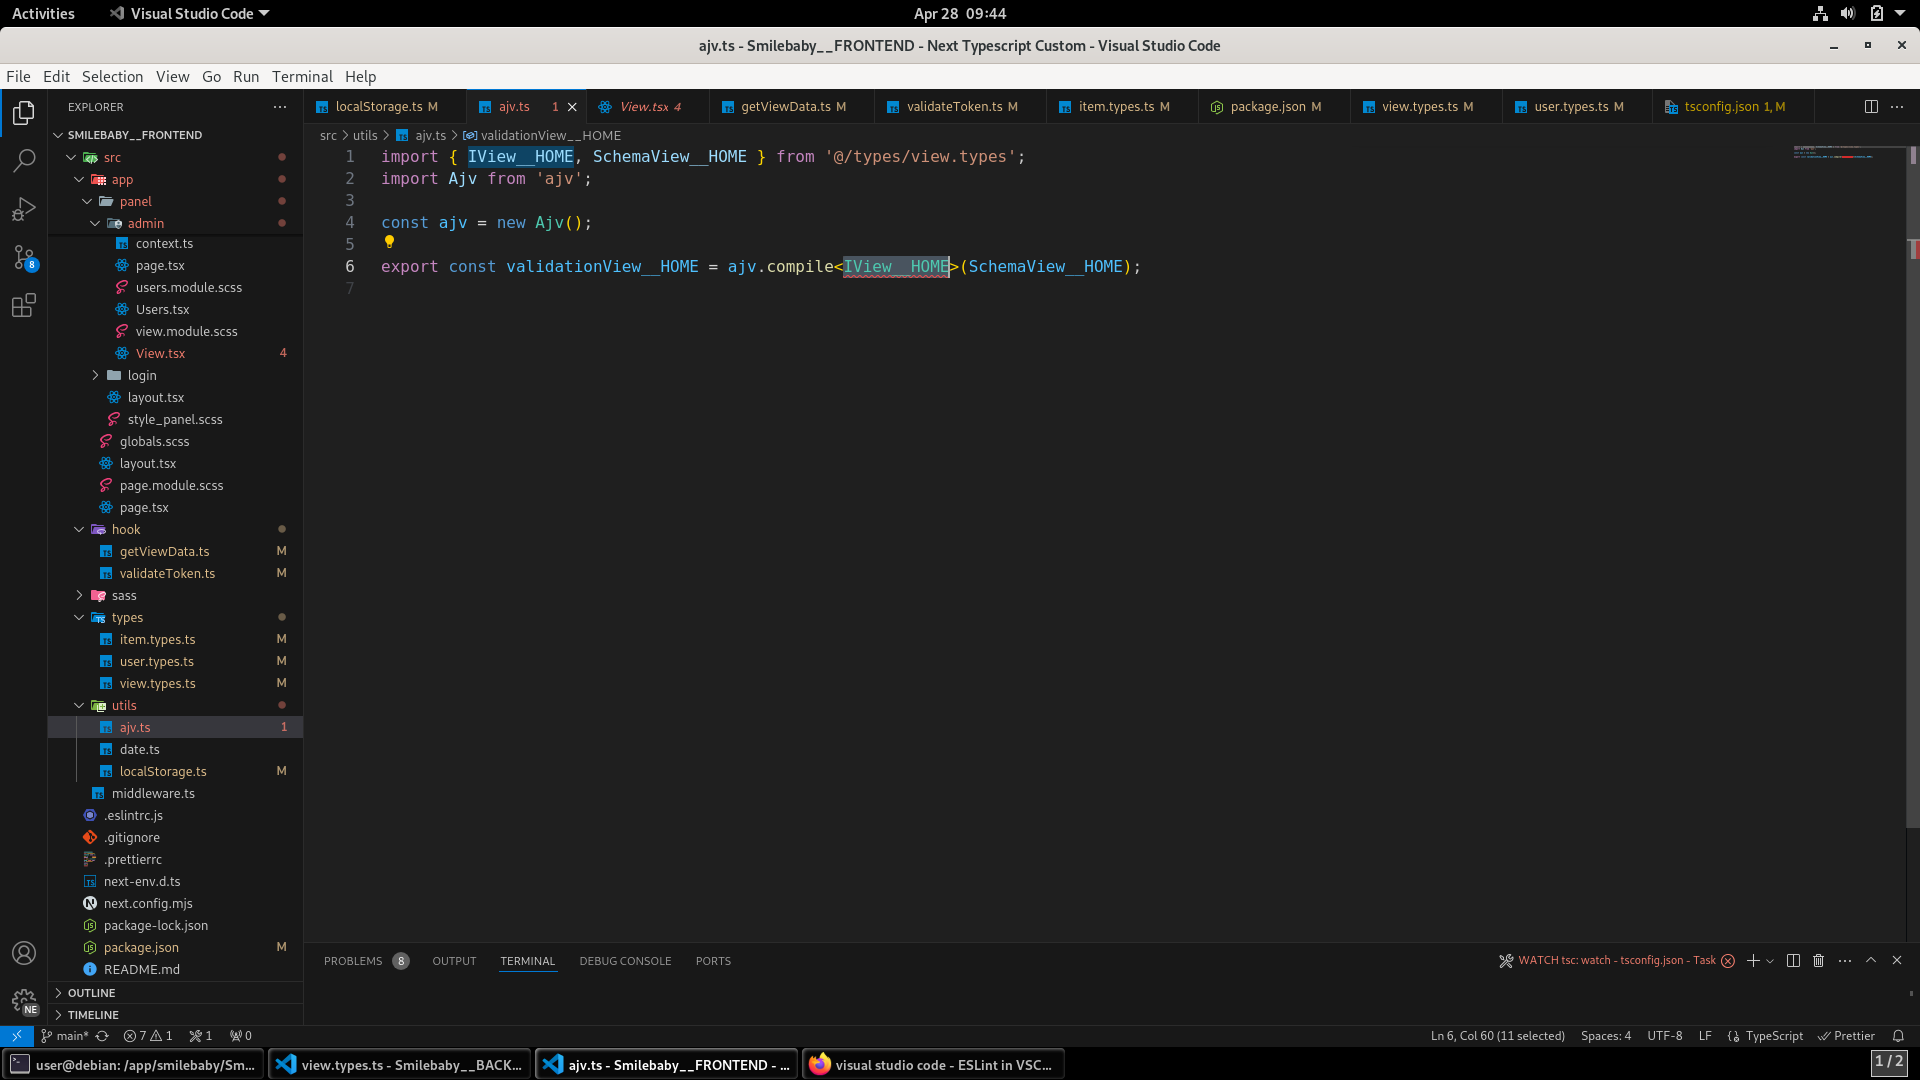 Activities
Visual Studio Code
Apr 28 09:44
ajv.ts - Smilebaby__FRONTEND - Next Typescript Custom - Visual Studio Code
File Edit Selection View Go Run Terminal Help
EXPLORER
localStorage.ts M
ajv.ts 1
View.tsx 4
getViewData.ts M
validateToken.ts M
item.types.ts M
package.json M
view.types.ts M
user.types.ts M
tsconfig.json 1, M
SMILEBABY__FRONTEND
src
app
panel
admin
context.ts
page.tsx
users.module.scss
Users.tsx
view.module.scss
View.tsx 4
login
layout.tsx
style_panel.scss
globals.scss
layout.tsx
page.module.scss
page.tsx
hook
getViewData.ts M
validateToken.ts M
sass
types
item.types.ts M
user.types.ts M
view.types.ts M
utils
ajv.ts 1
date.ts
localStorage.ts M
middleware.ts
.eslintrc.js
.gitignore
.prettierrc
next-env.d.ts
next.config.mjs
package-lock.json
package.json M
README.md
OUTLINE
TIMELINE
8
NE
src > utils > ajv.ts > validationView__HOME
1 import { IView__HOME, SchemaView__HOME } from '@/types/view.types';
2 import Ajv from 'ajv';
3
4 const ajv = new Ajv();
5
6 export const validationView__HOME = ajv.compile<IView__HOME>(SchemaView__HOME);
7
PROBLEMS 8 OUTPUT TERMINAL DEBUG CONSOLE PORTS
WATCH tsc: watch - tsconfig.json - Task
main* 7 1 1 0
Ln 6, Col 60 (11 selected) Spaces: 4 UTF-8 LF TypeScript Prettier
user@debian: /app/smilebaby/Sm...
view.types.ts - Smilebaby__BACK...
ajv.ts - Smilebaby__FRONTEND - ...
visual studio code - ESLint in VSC...
1 / 2